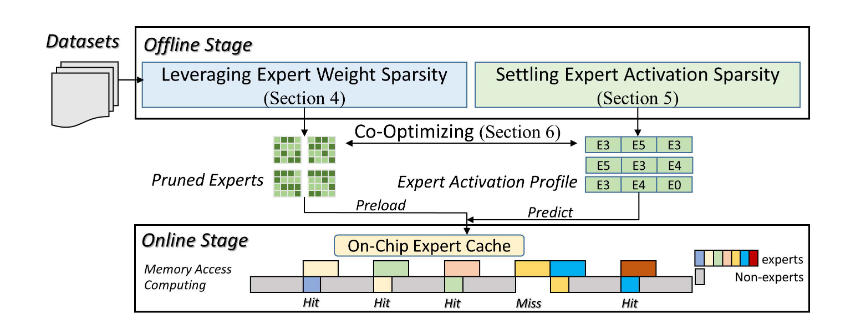 Datasets
Offline Stage
Leveraging Expert Weight Sparsity
(Section 4)
Settling Expert Activation Sparsity
(Section 5)
Co-Optimizing (Section 6)
E3 E5 E3
E5 E3 E4
E3 E4 E0
Pruned Experts
Expert Activation Profile
Preload
Predict
Online Stage
On-Chip Expert Cache
Memory Access
Computing
experts
Non-experts
Hit
Hit
Hit
Miss
Hit